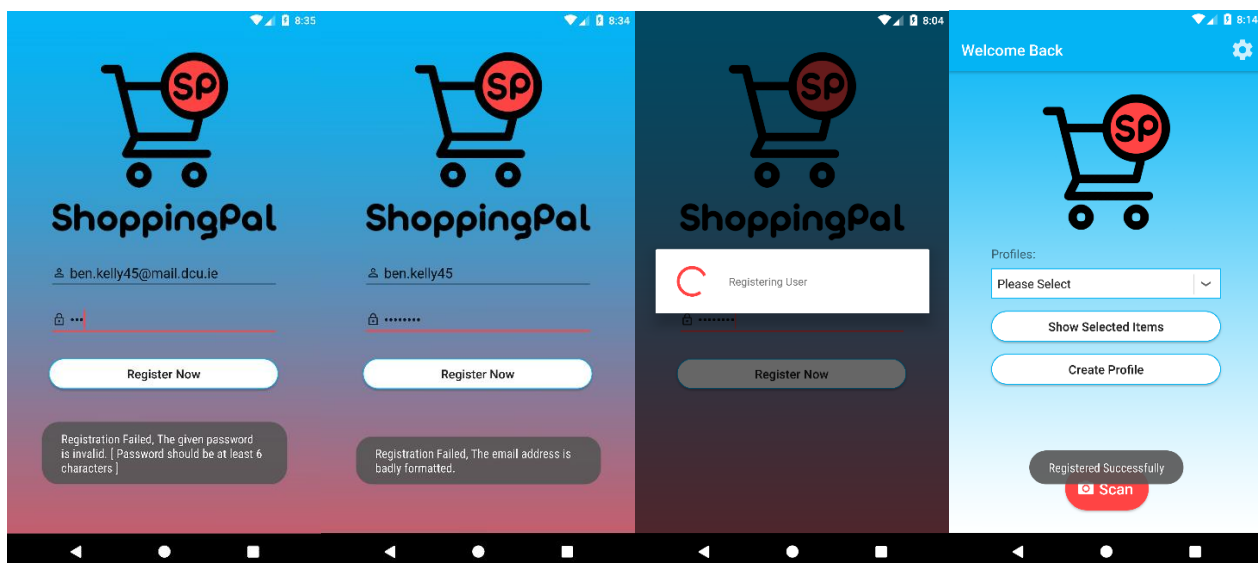 8:35
SP
ShoppingPal
ben.kelly45@mail.dcu.ie
•••
Register Now
Registration Failed, The given password
is invalid. [ Password should be at least 6
characters ]
8:34
SP
ShoppingPal
ben.kelly45
••••••••
Register Now
Registration Failed, The email address is
badly formatted.
8:04
SP
ShoppingPal
Registering User
••••••••
Register Now
8:14
Welcome Back
SP
Profiles:
Please Select
Show Selected Items
Create Profile
Registered Successfully
Scan